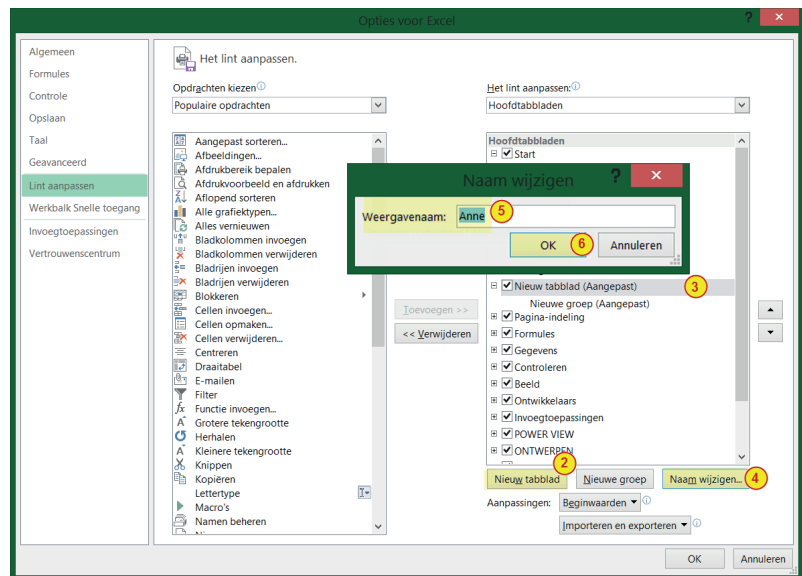 Opties voor Excel
?
×
Algemeen
Formules
Controle
Opslaan
Taal
Geavanceerd
Lint aanpassen
Werkbalk Snelle toegang
Invoegtoepassingen
Vertrouwenscentrum
Het lint aanpassen.
Opdrachten kiezen
Populaire opdrachten
Aangepast sorteren...
Afbeeldingen...
Afdrukbereik bepalen
Afdrukvoorbeeld en afdrukken
Aflopend sorteren
Alle grafiektypen...
Alles vernieuwen
Bladkolommen invoegen
Bladkolommen verwijderen
Bladrijen invoegen
Bladrijen verwijderen
Blokkeren
Cellen invoegen...
Cellen opmaken...
Cellen verwijderen...
Centreren
Draaitabel
E-mailen
Filter
Functie invoegen...
Grotere tekengrootte
Herhalen
Kleinere tekengrootte
Knippen
Kopiëren
Lettertype
Macro's
Namen beheren
Toevoegen >>
<< Verwijderen
Het lint aanpassen:
Hoofdtabbladen
Hoofdtabbladen
Start
Naam wijzigen
?
×
Weergavenaam: Anne 5
OK 6 Annuleren
Nieuw tabblad (Aangepast) 3
Nieuwe groep (Aangepast)
Pagina-indeling
Formules
Gegevens
Controleren
Beeld
Ontwikkelaars
Invoegtoepassingen
POWER VIEW
ONTWERPEN
2
Nieuw tabblad Nieuwe groep Naam wijzigen... 4
Aanpassingen: Beginwaarden
Importeren en exporteren
OK Annuleren